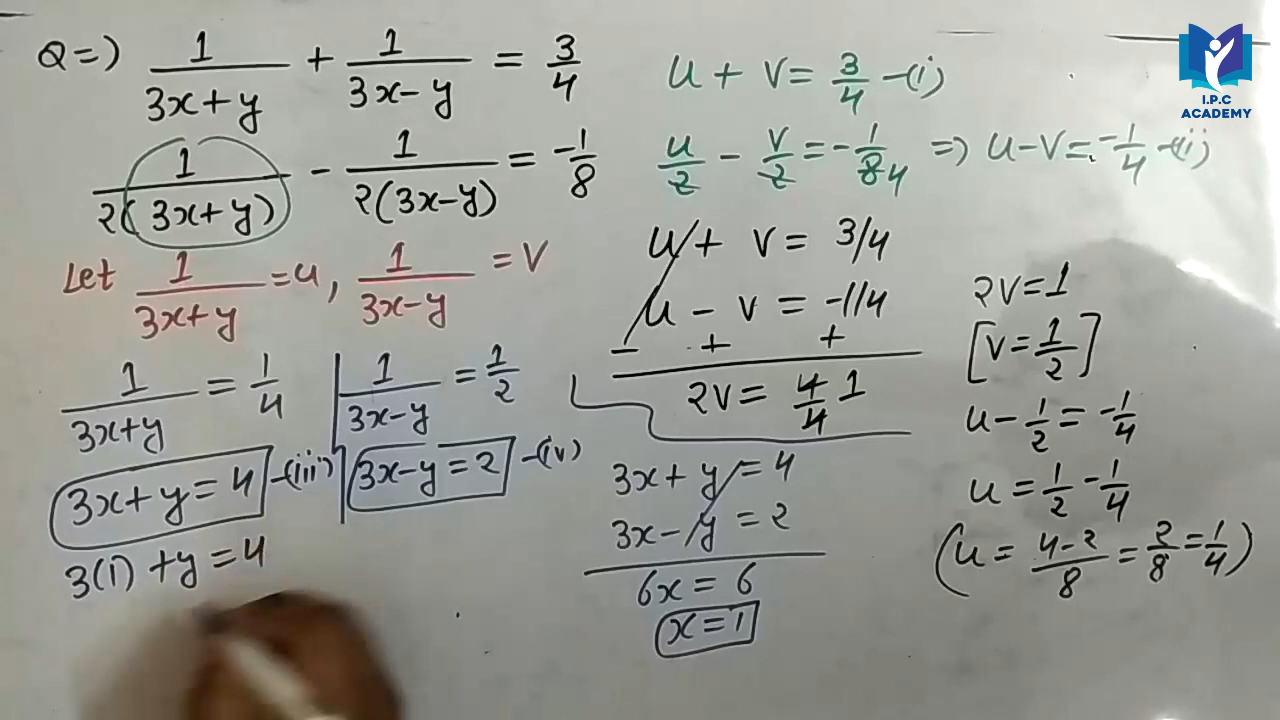 Q=) 1/(3x+y) + 1/(3x-y) = 3/4
1/(2(3x+y)) - 1/(2(3x-y)) = -1/8
Let 1/(3x+y) = u, 1/(3x-y) = v
1/(3x+y) = 1/4
3x+y = 4 -(iii)
3(1) + y = 4
1/(3x-y) = 1/2
3x-y = 2 -(iv)
u + v = 3/4 -(i)
u/2 - v/2 = -1/8 4 => u-v = -1/4 -(ii)
u + v = 3/4
u - v = -1/4
- + +
2v = 4/4 1
3x+y = 4
3x-y = 2
6x = 6
x = 1
2v = 1
[v = 1/2]
u - 1/2 = -1/4
u = 1/2 - 1/4
(u = (4-2)/8 = 2/8 = 1/4)
I.P.C
ACADEMY